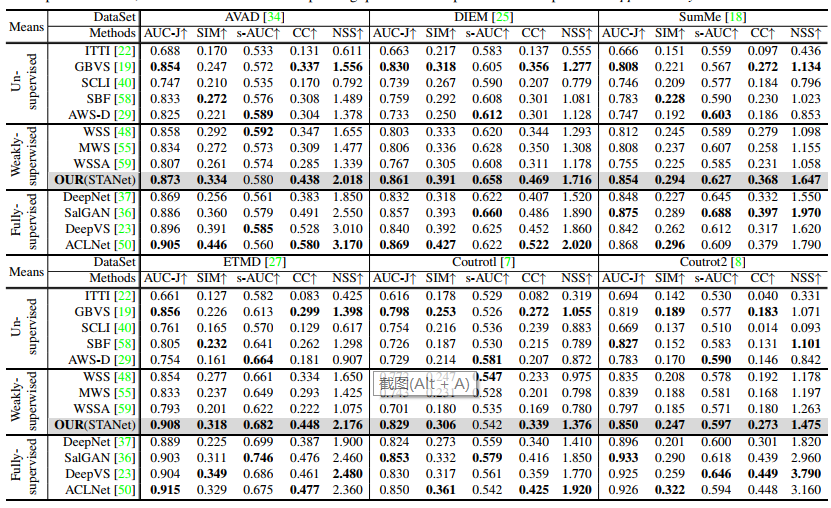 DataSet AVAD [34] DIEM [25] SumMe [18]
Means Methods AUC-J↑ SIM↑ s-AUC↑ CC↑ NSS↑ AUC-J↑ SIM↑ s-AUC↑ CC↑ NSS↑ AUC-J↑ SIM↑ s-AUC↑ CC↑ NSS↑
Un-supervised
ITTI [22] 0.688 0.170 0.533 0.131 0.611 0.663 0.217 0.583 0.137 0.555 0.666 0.151 0.559 0.097 0.436
GBVS [19] 0.854 0.247 0.572 0.337 1.556 0.830 0.318 0.605 0.356 1.277 0.808 0.221 0.567 0.272 1.134
SCLI [40] 0.747 0.210 0.535 0.170 0.792 0.739 0.267 0.590 0.207 0.779 0.746 0.209 0.577 0.184 0.796
SBF [58] 0.833 0.272 0.576 0.308 1.489 0.759 0.292 0.608 0.301 1.081 0.783 0.228 0.590 0.230 1.023
AWS-D [29] 0.825 0.221 0.589 0.304 1.378 0.733 0.250 0.612 0.301 1.128 0.747 0.192 0.603 0.186 0.853
Weakly-supervised
WSS [48] 0.858 0.292 0.592 0.347 1.655 0.803 0.333 0.620 0.344 1.293 0.812 0.245 0.589 0.279 1.098
MWS [55] 0.834 0.272 0.573 0.309 1.477 0.806 0.336 0.628 0.350 1.308 0.808 0.237 0.607 0.258 1.155
WSSA [59] 0.807 0.261 0.574 0.285 1.339 0.767 0.305 0.608 0.311 1.178 0.755 0.225 0.585 0.231 1.058
OUR(STANet) 0.873 0.334 0.580 0.438 2.018 0.861 0.391 0.658 0.469 1.716 0.854 0.294 0.627 0.368 1.647
Fully-supervised
DeepNet [37] 0.869 0.256 0.561 0.383 1.850 0.832 0.318 0.622 0.407 1.520 0.848 0.227 0.645 0.332 1.550
SalGAN [36] 0.886 0.360 0.579 0.491 2.550 0.857 0.393 0.660 0.486 1.890 0.875 0.289 0.688 0.397 1.970
DeepVS [23] 0.896 0.391 0.585 0.528 3.010 0.840 0.392 0.625 0.452 1.860 0.842 0.262 0.612 0.317 1.620
ACLNet [50] 0.905 0.446 0.560 0.580 3.170 0.869 0.427 0.622 0.522 2.020 0.868 0.296 0.609 0.379 1.790
DataSet ETMD [27] Coutrotl [7] Coutrot2 [8]
Means Methods AUC-J↑ SIM↑ s-AUC↑ CC↑ NSS↑ AUC-J↑ SIM↑ s-AUC↑ CC↑ NSS↑ AUC-J↑ SIM↑ s-AUC↑ CC↑ NSS↑
Un-supervised
ITTI [22] 0.661 0.127 0.582 0.083 0.425 0.616 0.178 0.529 0.082 0.319 0.694 0.142 0.530 0.040 0.331
GBVS [19] 0.856 0.226 0.613 0.299 1.398 0.798 0.253 0.526 0.272 1.055 0.819 0.189 0.577 0.183 1.071
SCLI [40] 0.761 0.165 0.570 0.129 0.617 0.754 0.216 0.536 0.239 0.883 0.669 0.137 0.510 0.014 0.093
SBF [58] 0.805 0.232 0.641 0.262 1.298 0.726 0.187 0.530 0.215 0.789 0.827 0.152 0.583 0.131 1.101
AWS-D [29] 0.754 0.161 0.664 0.181 0.907 0.729 0.214 0.581 0.207 0.872 0.783 0.170 0.590 0.146 0.842
Weakly-supervised
WSS [48] 0.854 0.277 0.661 0.334 1.650 0.547 0.233 0.975 0.835 0.208 0.578 0.192 1.178
截图(Alt + A)
MWS [55] 0.833 0.237 0.649 0.293 1.425 0.528 0.201 0.798 0.839 0.188 0.581 0.168 1.197
WSSA [59] 0.793 0.201 0.622 0.222 1.075 0.701 0.180 0.535 0.169 0.780 0.797 0.185 0.571 0.180 1.263
OUR(STANet) 0.908 0.318 0.682 0.448 2.176 0.829 0.306 0.542 0.339 1.376 0.850 0.247 0.597 0.273 1.475
Fully-supervised
DeepNet [37] 0.889 0.225 0.699 0.387 1.900 0.824 0.273 0.559 0.340 1.410 0.896 0.201 0.600 0.301 1.820
SalGAN [36] 0.903 0.311 0.746 0.476 2.460 0.853 0.332 0.579 0.416 1.850 0.933 0.290 0.618 0.439 2.960
DeepVS [23] 0.904 0.349 0.686 0.461 2.480 0.830 0.317 0.561 0.359 1.770 0.925 0.259 0.646 0.449 3.790
ACLNet [50] 0.915 0.329 0.675 0.477 2.360 0.850 0.361 0.542 0.425 1.920 0.926 0.322 0.594 0.448 3.160